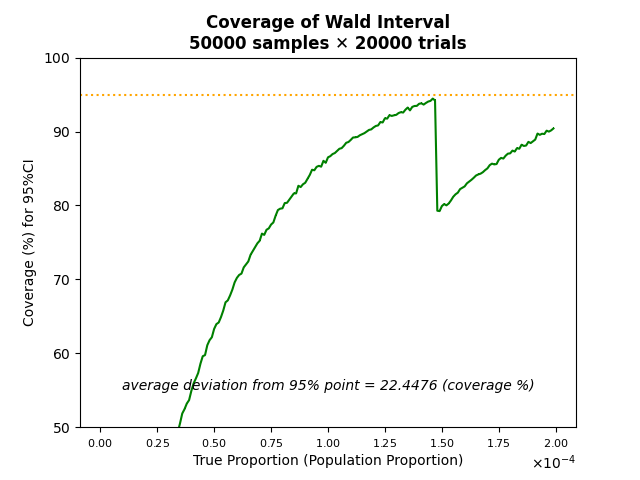 Coverage of Wald Interval
50000 samples × 20000 trials
Coverage (%) for 95%CI
100
90
80
70
60
50
average deviation from 95% point = 22.4476 (coverage %)
0.00 0.25 0.50 0.75 1.00 1.25 1.50 1.75 2.00
×10⁻⁴
True Proportion (Population Proportion)